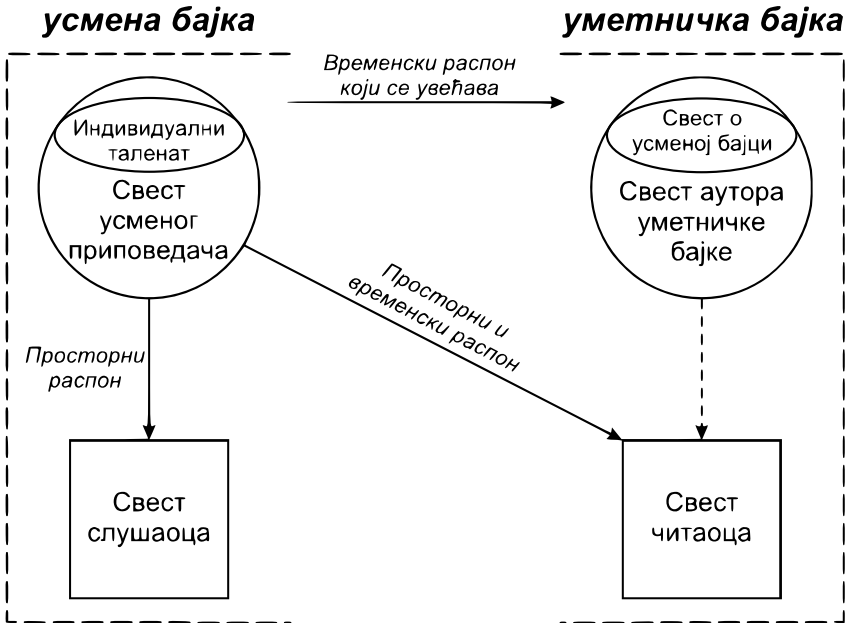 усмена бајка
уметничка бајка
Временски распон
који се увећава
Индивидуални
таленат
Свест
усменог
приповедача
Свест о
усменој бајци
Свест аутора
уметничке
бајке
Просторни и
временски распон
Просторни
распон
Свест
слушаоца
Свест
читаоца